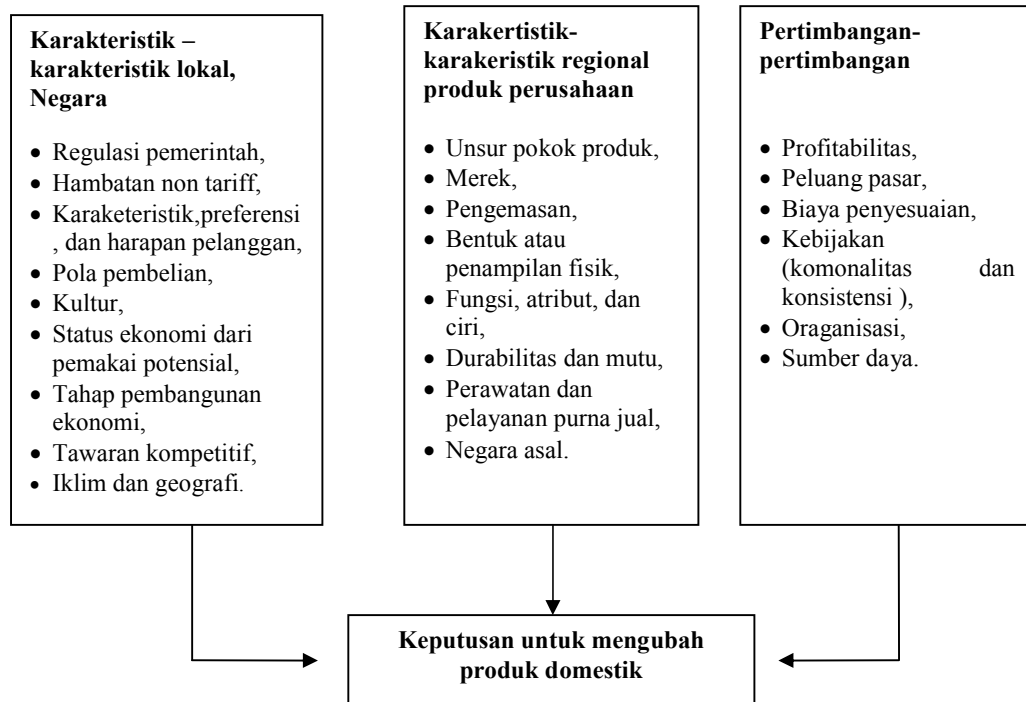 Karakteristik –
karakteristik lokal,
Negara
• Regulasi pemerintah,
• Hambatan non tariff,
• Karaketeristik,preferensi
, dan harapan pelanggan,
• Pola pembelian,
• Kultur,
• Status ekonomi dari
pemakai potensial,
• Tahap pembangunan
ekonomi,
• Tawaran kompetitif,
• Iklim dan geografi.
Karakertistik-
karakeristik regional
produk perusahaan
• Unsur pokok produk,
• Merek,
• Pengemasan,
• Bentuk atau
penampilan fisik,
• Fungsi, atribut, dan
ciri,
• Durabilitas dan mutu,
• Perawatan dan
pelayanan purna jual,
• Negara asal.
Pertimbangan-
pertimbangan
• Profitabilitas,
• Peluang pasar,
• Biaya penyesuaian,
• Kebijakan
(komonalitas dan
konsistensi ),
• Oraganisasi,
• Sumber daya.
Keputusan untuk mengubah
produk domestik